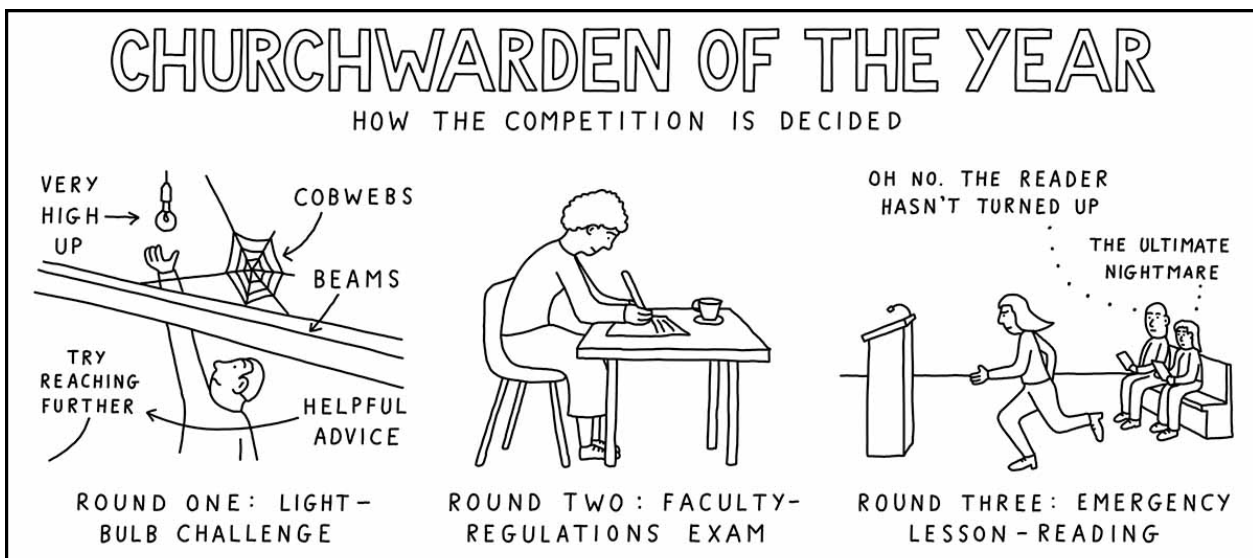 CHURCHWARDEN OF THE YEAR
HOW THE COMPETITION IS DECIDED
VERY
HIGH
UP
COBWEBS
BEAMS
TRY
REACHING
FURTHER
HELPFUL
ADVICE
ROUND ONE: LIGHT-
BULB CHALLENGE
ROUND TWO: FACULTY-
REGULATIONS EXAM
OH NO. THE READER
HASN'T TURNED UP
THE ULTIMATE
NIGHTMARE
ROUND THREE: EMERGENCY
LESSON-READING